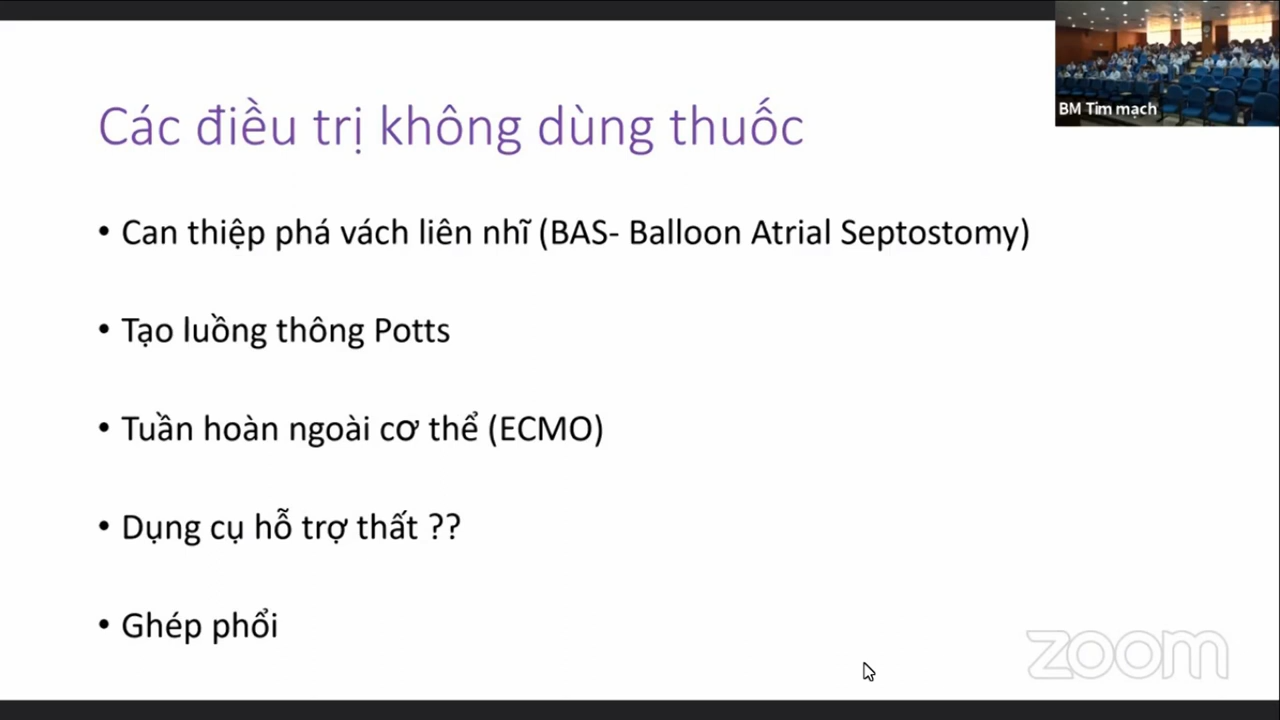 BM Tim mạch
Các điều trị không dùng thuốc
• Can thiệp phá vách liên nhĩ (BAS- Balloon Atrial Septostomy)
• Tạo luồng thông Potts
• Tuần hoàn ngoài cơ thể (ECMO)
• Dụng cụ hỗ trợ thất ??
• Ghép phổi
zoom